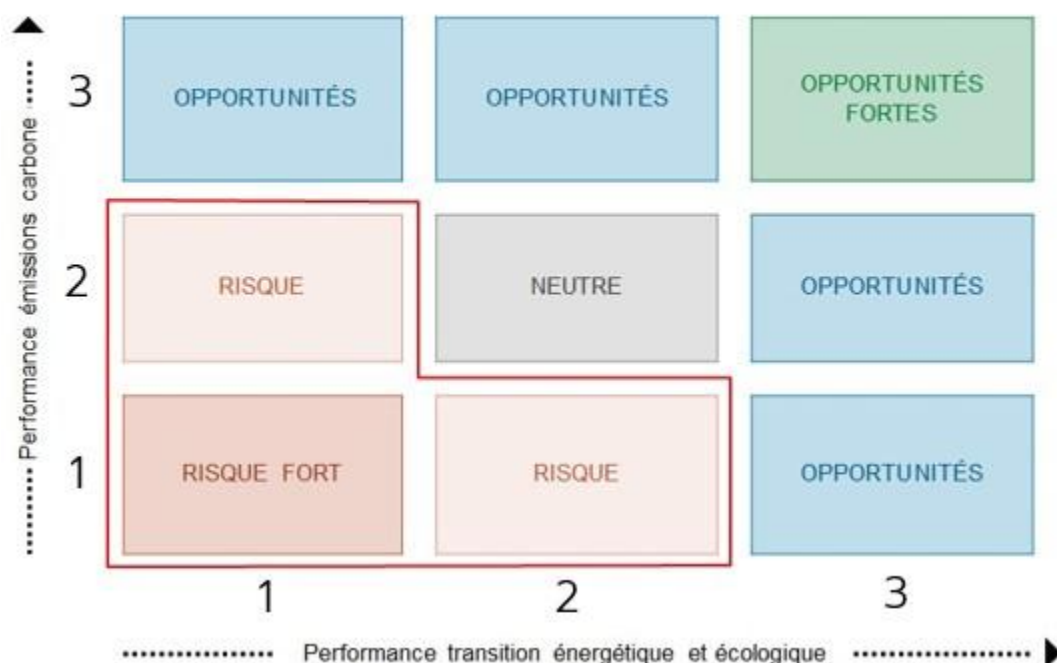 3
OPPORTUNITÉS
OPPORTUNITÉS
OPPORTUNITÉS
FORTES
2
RISQUE
NEUTRE
OPPORTUNITÉS
1
RISQUE FORT
RISQUE
OPPORTUNITÉS
1
2
3
Performance émissions carbone
Performance transition énergétique et écologique